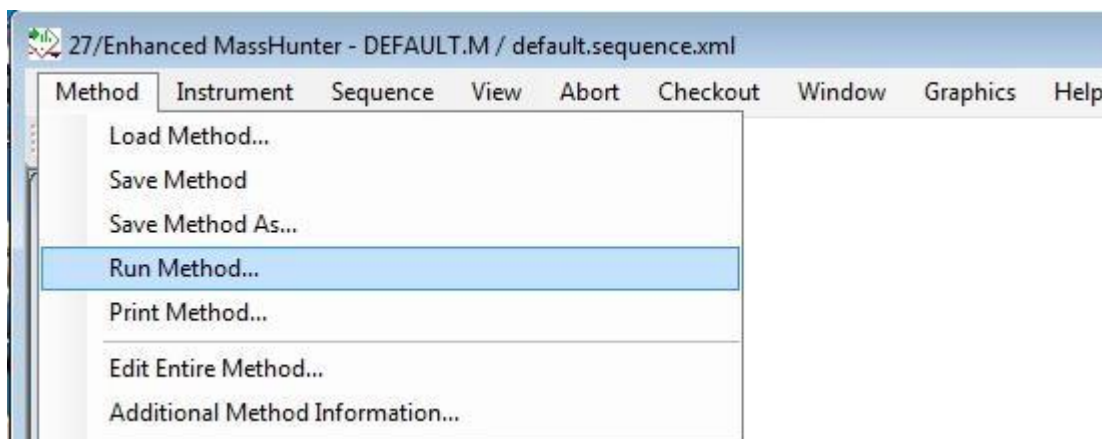 27/Enhanced MassHunter - DEFAULT.M / default.sequence.xml
Method Instrument Sequence View Abort Checkout Window Graphics Help
Load Method...
Save Method
Save Method As...
Run Method...
Print Method...
Edit Entire Method...
Additional Method Information...